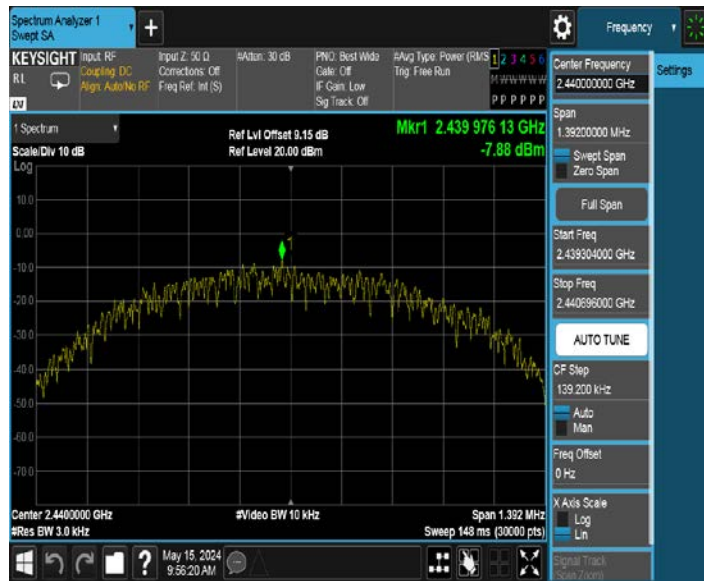 Spectrum Analyzer 1
Swept SA
Frequency
KEYSIGHT
RL
Input: RF
Coupling: DC
Align: Auto/No RF
Input Z: 50 Ω
Corrections: Off
Freq Ref: Int (S)
#Atten: 30 dB
PNO: Best Wide
Gate: Off
IF Gain: Low
Sig Track: Off
#Avg Type: Power (RMS
Trig: Free Run
1 2 3 4 5 6
M W W W W W
P P P P P P
Center Frequency
2.440000000 GHz
Settings
Span
1.39200000 MHz
Swept Span
Zero Span
Full Span
Start Freq
2.439304000 GHz
Stop Freq
2.440696000 GHz
AUTO TUNE
CF Step
139.200 kHz
Auto
Man
Freq Offset
0 Hz
X Axis Scale
Log
Lin
Signal Track
(Span Zoom)
1 Spectrum
Scale/Div 10 dB
Log
Ref Lvl Offset 9.15 dB
Ref Level 20.00 dBm
Mkr1 2.439 976 13 GHz
-7.88 dBm
10.0
0.00
-10.0
-20.0
-30.0
-40.0
-50.0
-60.0
-70.0
1
Center 2.4400000 GHz
#Res BW 3.0 kHz
#Video BW 10 kHz
Span 1.392 MHz
Sweep 148 ms (30000 pts)
May 15, 2024
9:56:20 AM